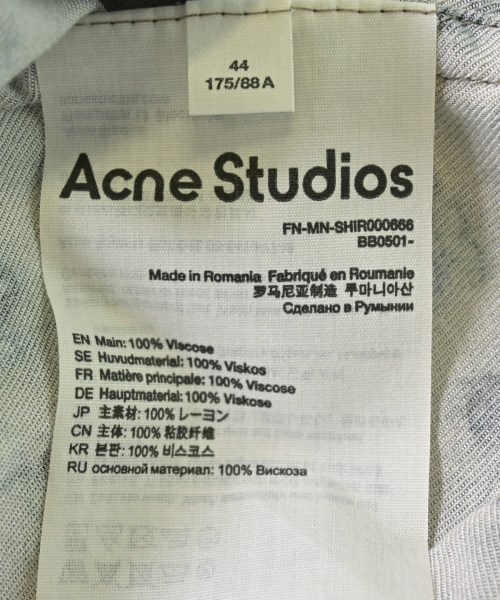 44
175/88 A
Acne Studios
FN-MN-SHIR000666
BB0501-
Made in Romania Fabriqué en Roumanie
罗马尼亚制造 루마니아산
Сделано в Румынии
EN Main: 100% Viscose
SE Huvudmaterial: 100% Viskos
FR Matière principale: 100% Viscose
DE Hauptmaterial: 100% Viskose
JP 主素材: 100% レーヨン
CN 主体: 100% 粘胶纤维
KR 본판: 100% 비스코스
RU основной материал: 100% Вискоза